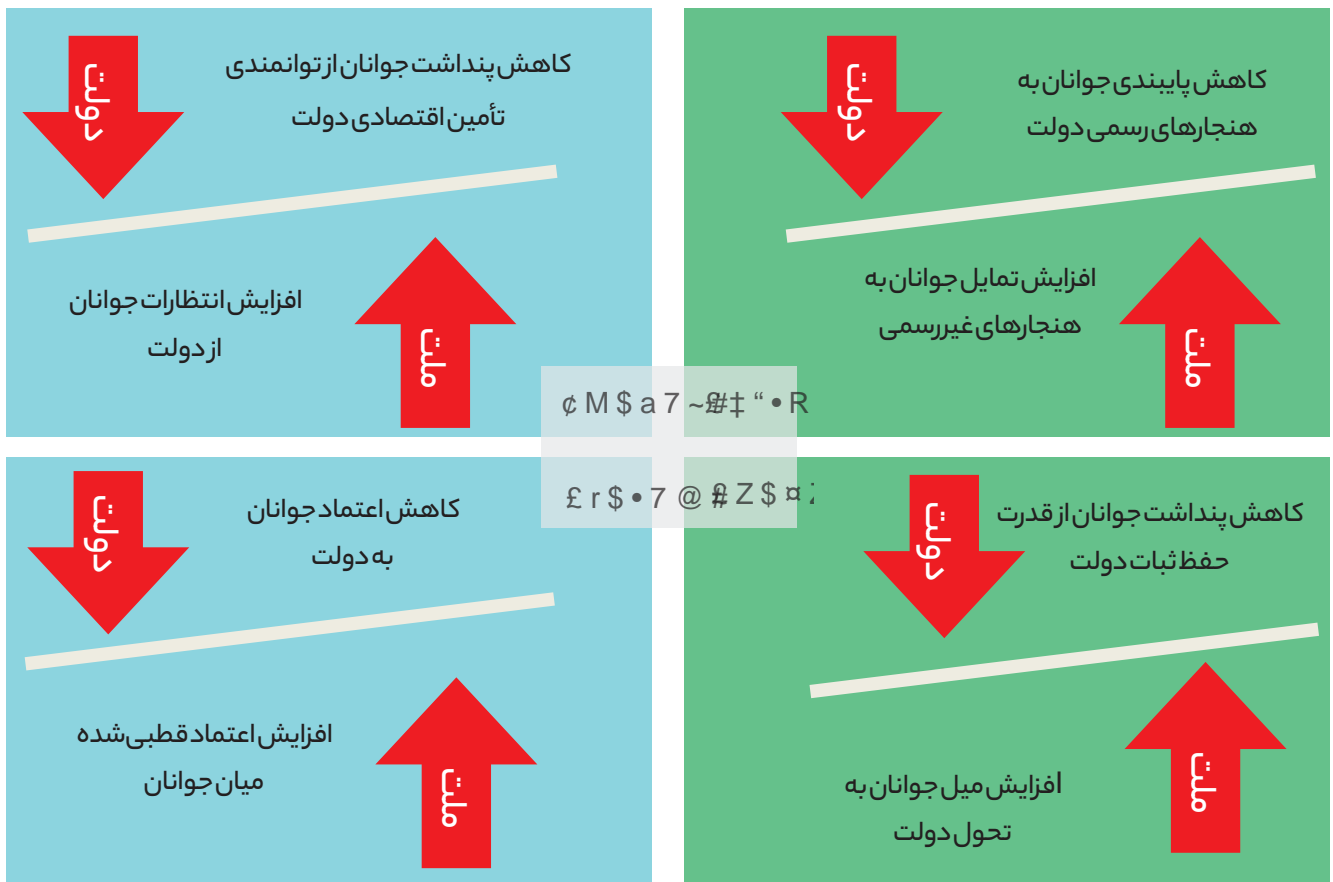 دولت
کاهش پایبندی جوانان به
هنجارهای رسمی دولت
افزایش تمایل جوانان به
هنجارهای غیررسمی
ملت
دولت
کاهش پنداشت جوانان از توانمندی
تأمین اقتصادی دولت
افزایش انتظارات جوانان
از دولت
ملت
¢ M $ a 7 ~ # ‡ “ • R
£ r $ • 7 @ # Z $ ¤
دولت
کاهش پنداشت جوانان از قدرت
حفظ ثبات دولت
افزایش میل جوانان به
تحول دولت
ملت
دولت
کاهش اعتماد جوانان
به دولت
افزایش اعتماد قطبی‌شده
میان جوانان
ملت